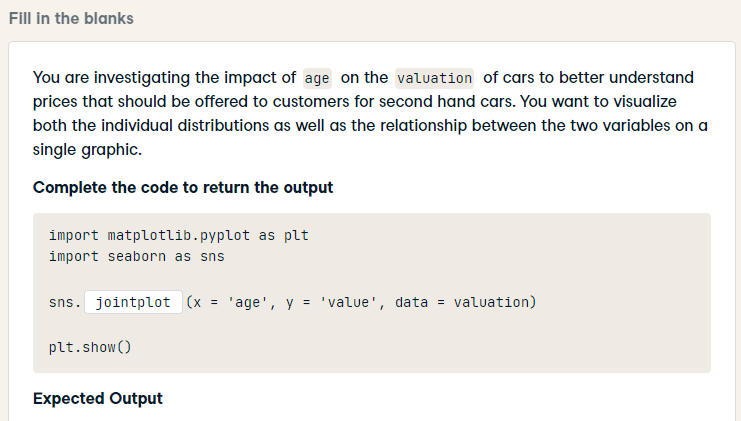 Fill in the blanks
You are investigating the impact of age on the valuation of cars to better understand
prices that should be offered to customers for second hand cars. You want to visualize
both the individual distributions as well as the relationship between the two variables on a
single graphic.
Complete the code to return the output
import matplotlib.pyplot as plt
import seaborn as sns
sns. jointplot (x = 'age', y = 'value', data = valuation)
plt.show()
Expected Output